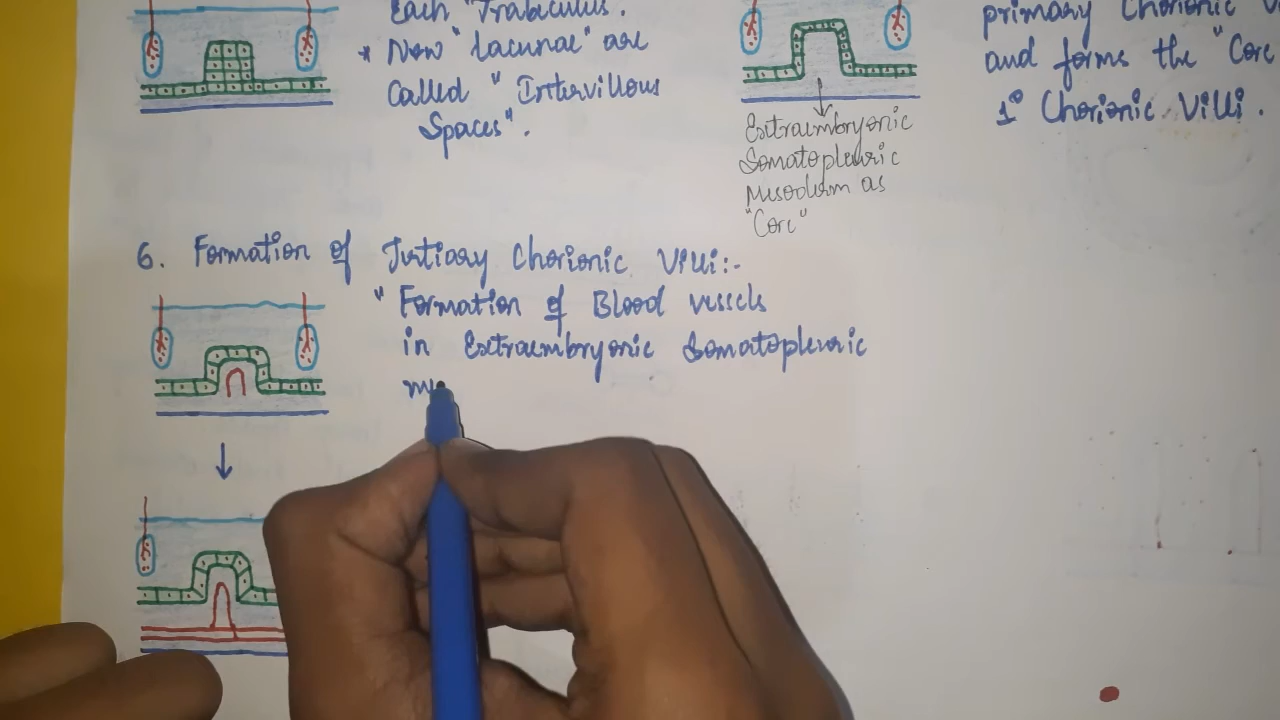 Each "Trabiculus.
* Now "lacunae" are
Called "Intervillous
Spaces".
Extraembryonic
Somatopleuric
Mesoderm as
"Core"
primary Chorionic
and forms the "Core
1° Chorionic Villi.
6. Formation of Tertiary Chorionic Villi:-
" Formation of Blood vessels
in Extraembryonic Somatopleuric